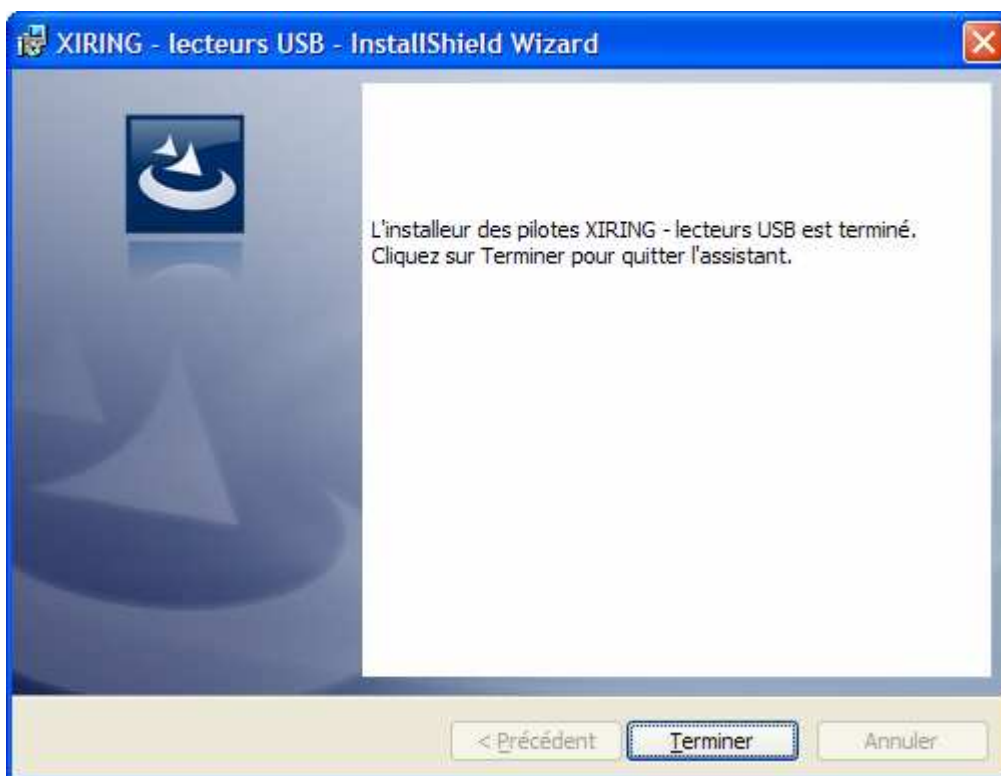 XIRING - lecteurs USB - InstallShield Wizard
L'installeur des pilotes XIRING - lecteurs USB est terminé.
Cliquez sur Terminer pour quitter l'assistant.
< Précédent
Terminer
Annuler